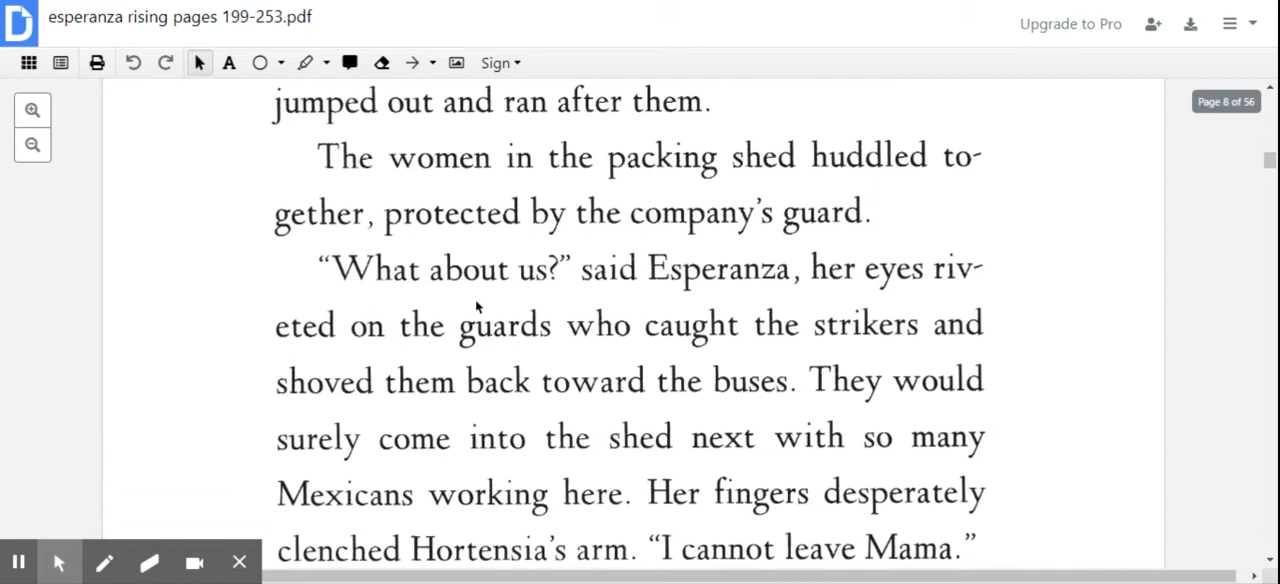 esperanza rising pages 199-253.pdf
Upgrade to Pro
A
Sign
Page 8 of 56
jumped out and ran after them.
The women in the packing shed huddled to-
gether, protected by the company's guard.
“What about us?” said Esperanza, her eyes riv-
eted on the guards who caught the strikers and
shoved them back toward the buses. They would
surely come into the shed next with so many
Mexicans working here. Her fingers desperately
clenched Hortensia's arm. “I cannot leave Mama.”